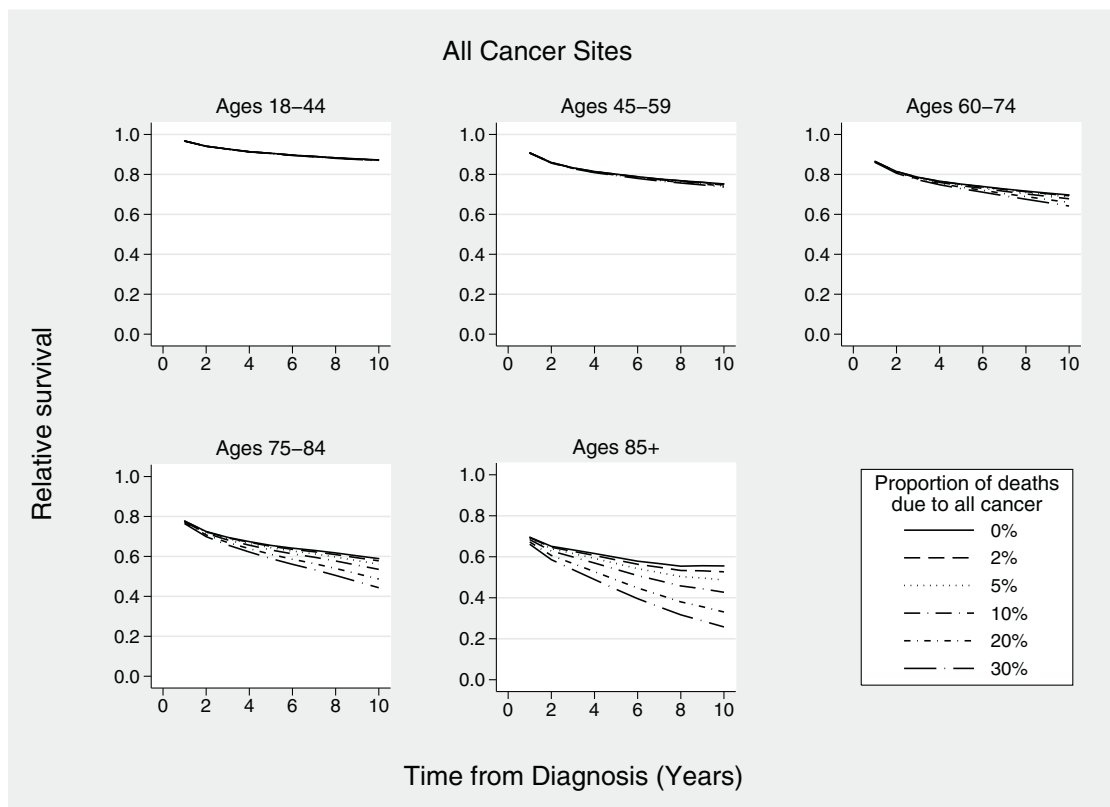 All Cancer Sites
Ages 18–44
1.0
0.8
0.6
0.4
0.2
0.0
0 2 4 6 8 10
Ages 45–59
1.0
0.8
0.6
0.4
0.2
0.0
0 2 4 6 8 10
Ages 60–74
1.0
0.8
0.6
0.4
0.2
0.0
0 2 4 6 8 10
Relative survival
Ages 75–84
1.0
0.8
0.6
0.4
0.2
0.0
0 2 4 6 8 10
Ages 85+
1.0
0.8
0.6
0.4
0.2
0.0
0 2 4 6 8 10
Proportion of deaths
due to all cancer
0%
2%
5%
10%
20%
30%
Time from Diagnosis (Years)